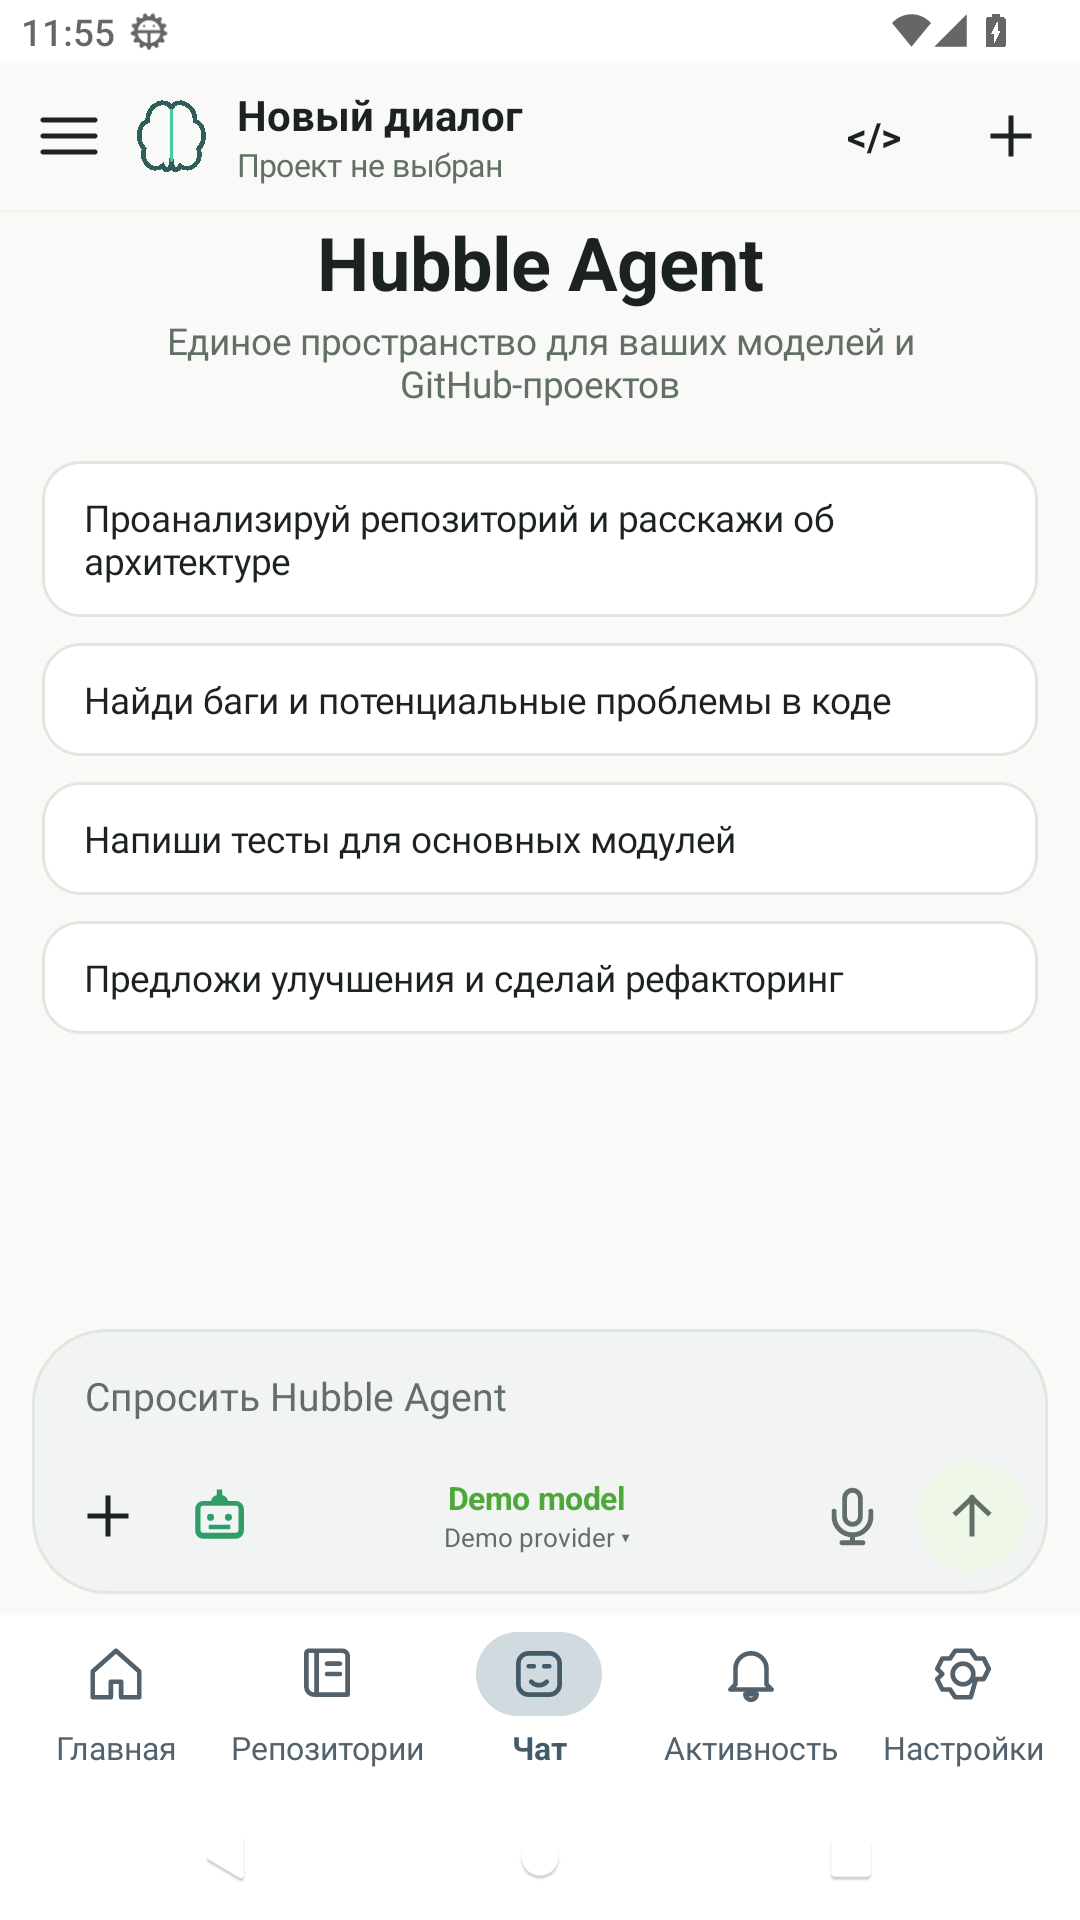 11:55
Новый диалог
Проект не выбран
</>
Hubble Agent
Единое пространство для ваших моделей и
GitHub-проектов
Проанализируй репозиторий и расскажи об
архитектуре
Найди баги и потенциальные проблемы в коде
Напиши тесты для основных модулей
Предложи улучшения и сделай рефакторинг
Спросить Hubble Agent
Demo model
Demo provider ▾
Главная
Репозитории
Чат
Активность
Настройки